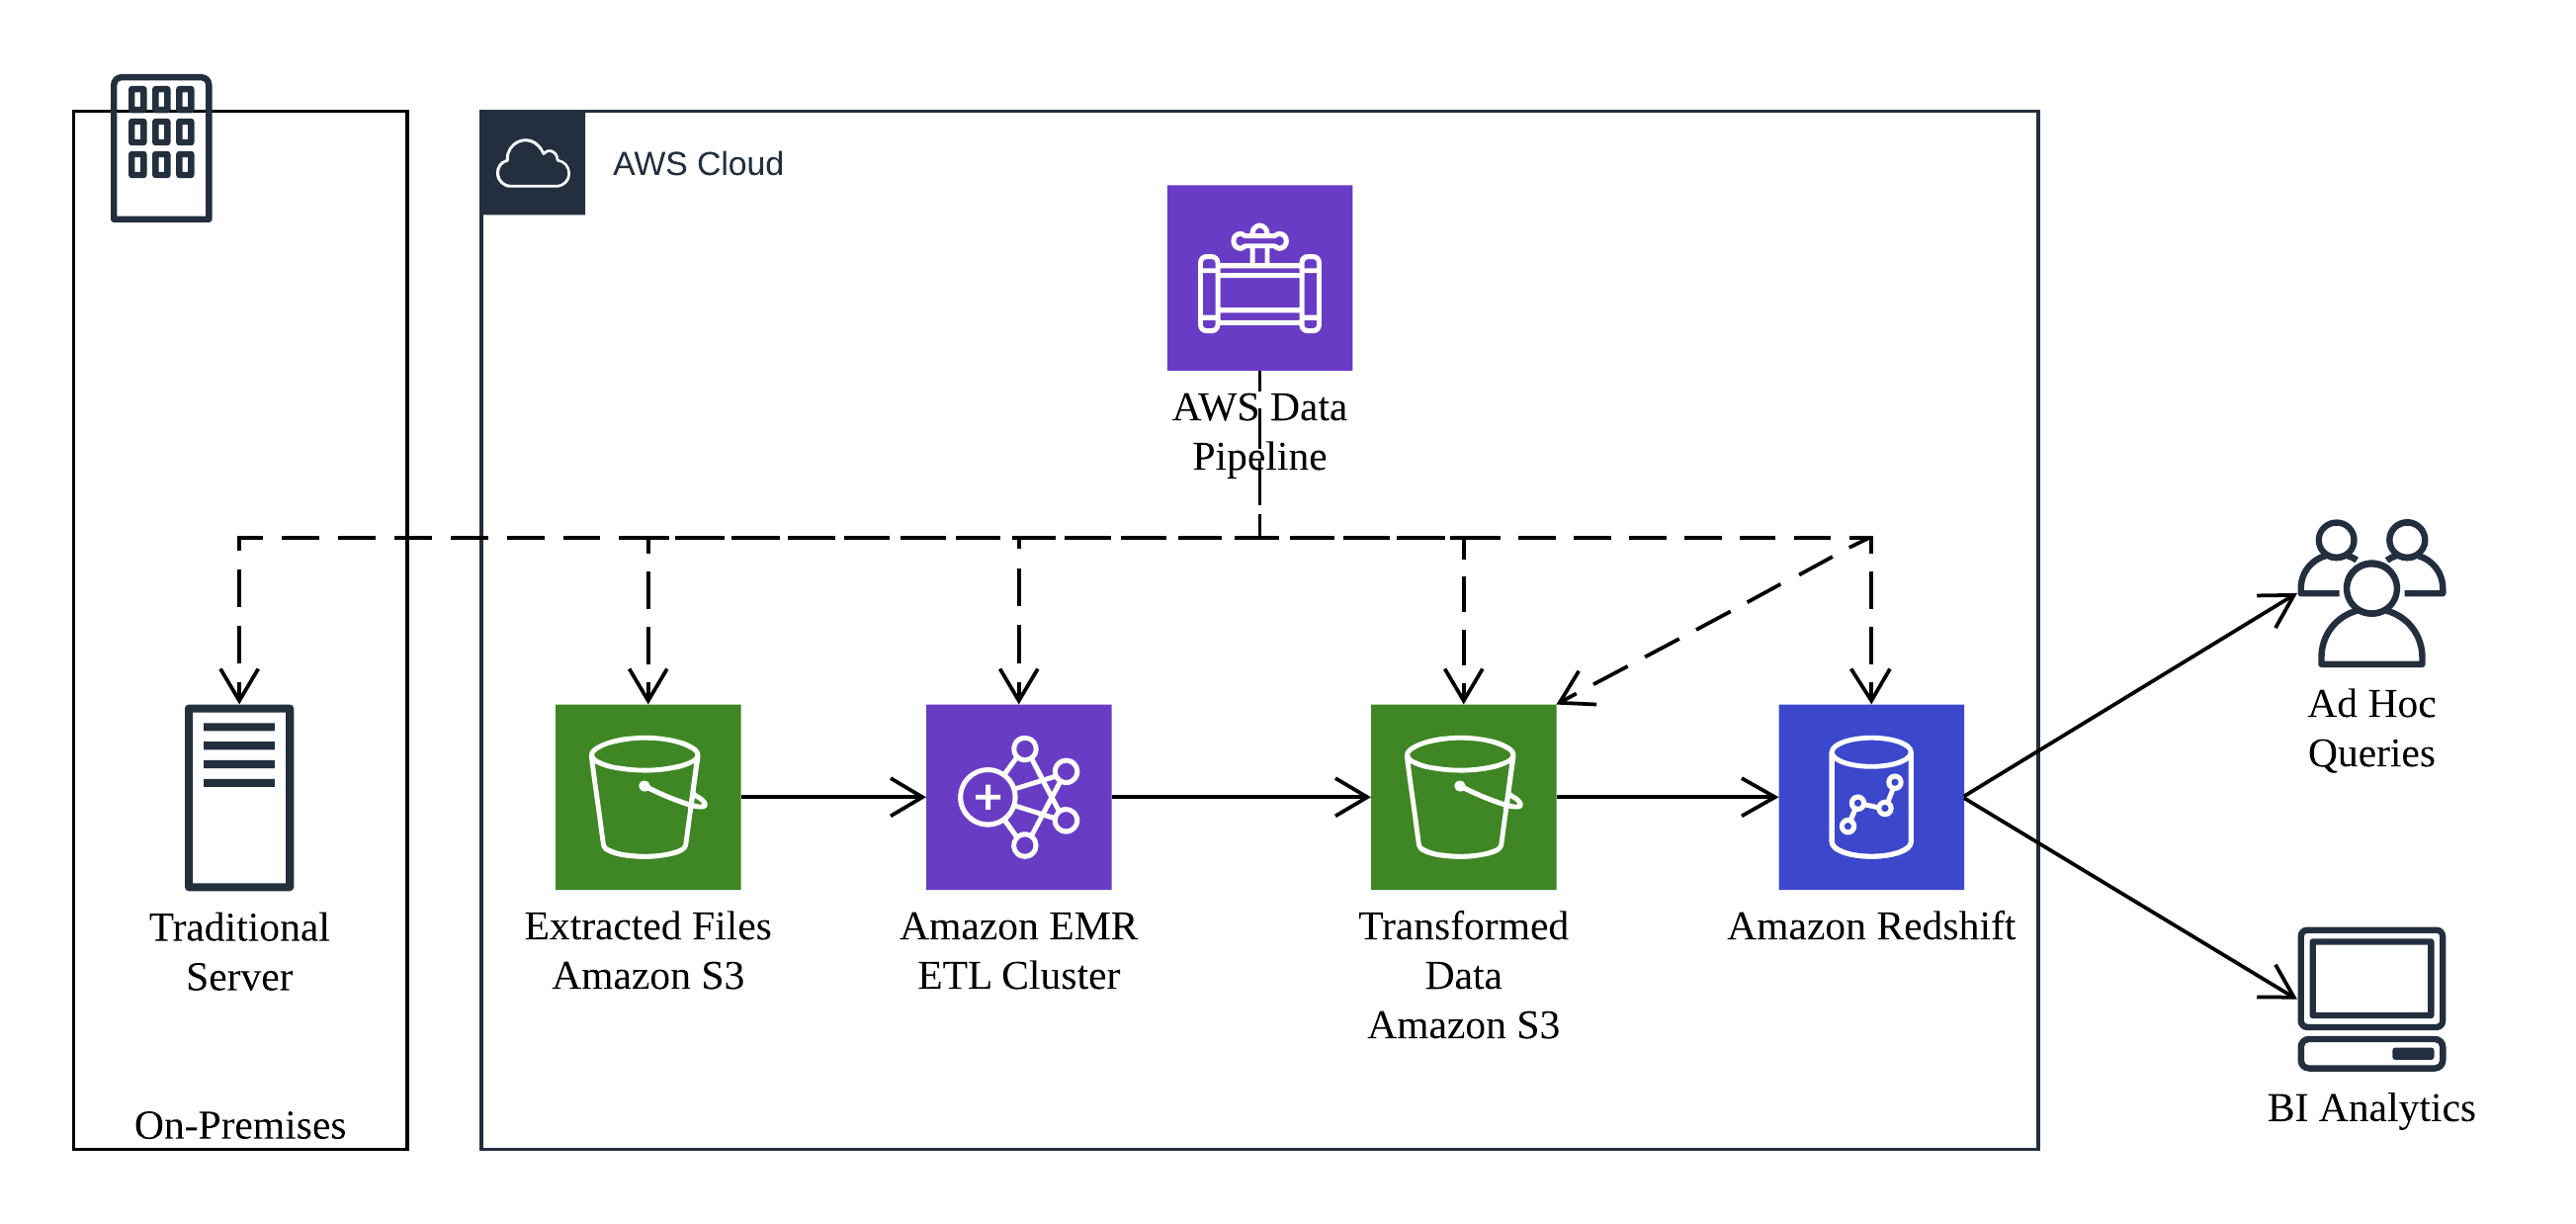 AWS Cloud
AWS Data
Pipeline
Ad Hoc
Queries
Traditional
Server
Extracted Files
Amazon S3
Amazon EMR
ETL Cluster
Transformed
Data
Amazon S3
Amazon Redshift
On-Premises
BI Analytics